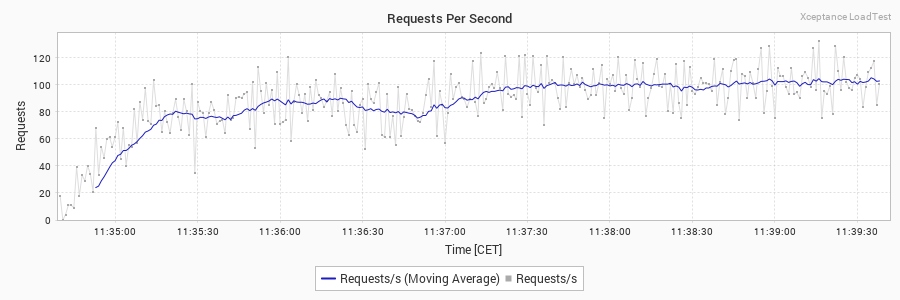 Requests Per Second
Xceptance LoadTest
Requests
120
100
80
60
40
20
0
11:35:00 11:35:30 11:36:00 11:36:30 11:37:00 11:37:30 11:38:00 11:38:30 11:39:00 11:39:30
Time [CET]
Requests/s (Moving Average) Requests/s